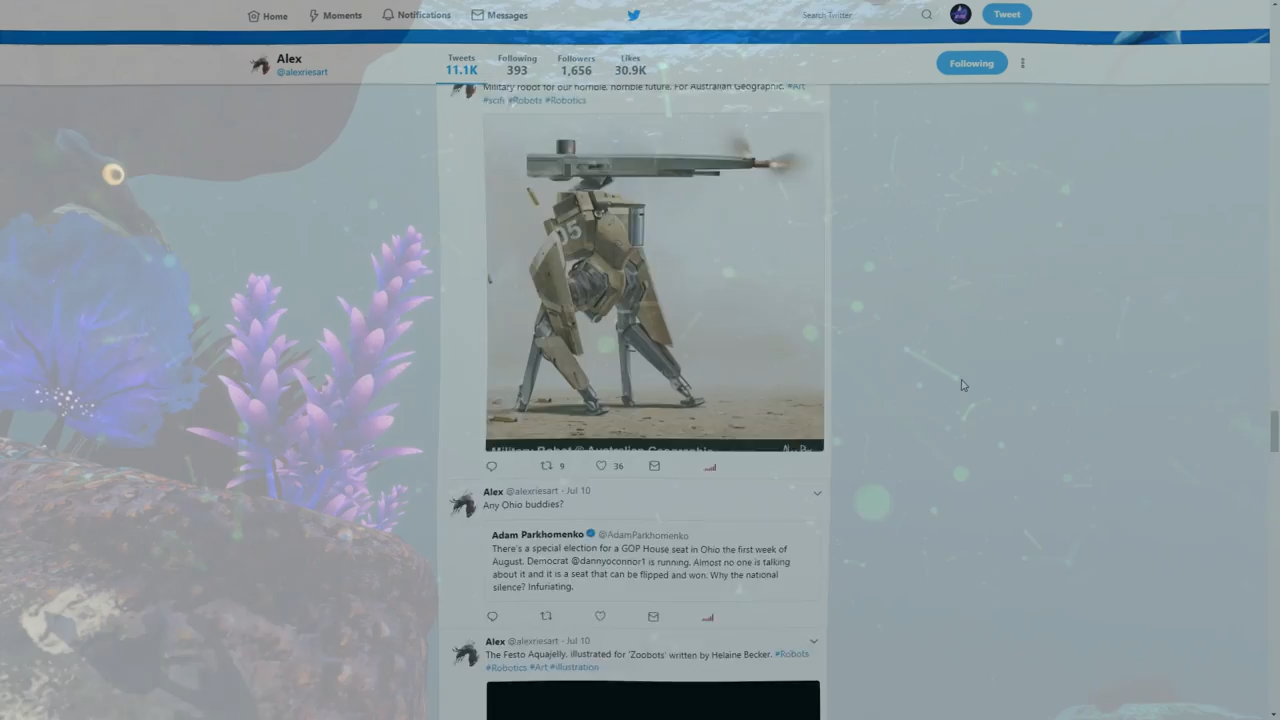 Home Moments Notifications Messages Search Twitter Tweet
Alex
@alexriesart
Tweets Following Followers Likes
11.1K 393 1,656 30.9K
Following
Military robot for our horrible, horrible future. For Australian Geographic. #Art
#scifi #Robots #Robotics
05
Military Robot @ Australian Geographic
9 36
Alex @alexriesart · Jul 10
Any Ohio buddies?
Adam Parkhomenko @AdamParkhomenko
There's a special election for a GOP House seat in Ohio the first week of
August. Democrat @dannyoconnor1 is running. Almost no one is talking
about it and it is a seat that can be flipped and won. Why the national
silence? Infuriating.
Alex @alexriesart · Jul 10
The Festo Aquajelly, illustrated for 'Zoobots' written by Helaine Becker. #Robots
#Robotics #Art #illustration